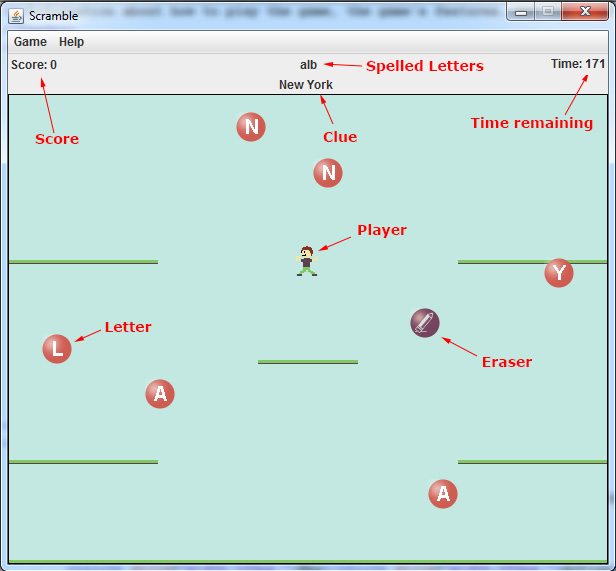 Scramble
Game Help
Score: 0 alb Spelled Letters Time: 171
New York
Score Clue Time remaining
N
N
Player
Y
Letter
L
Eraser
A
A